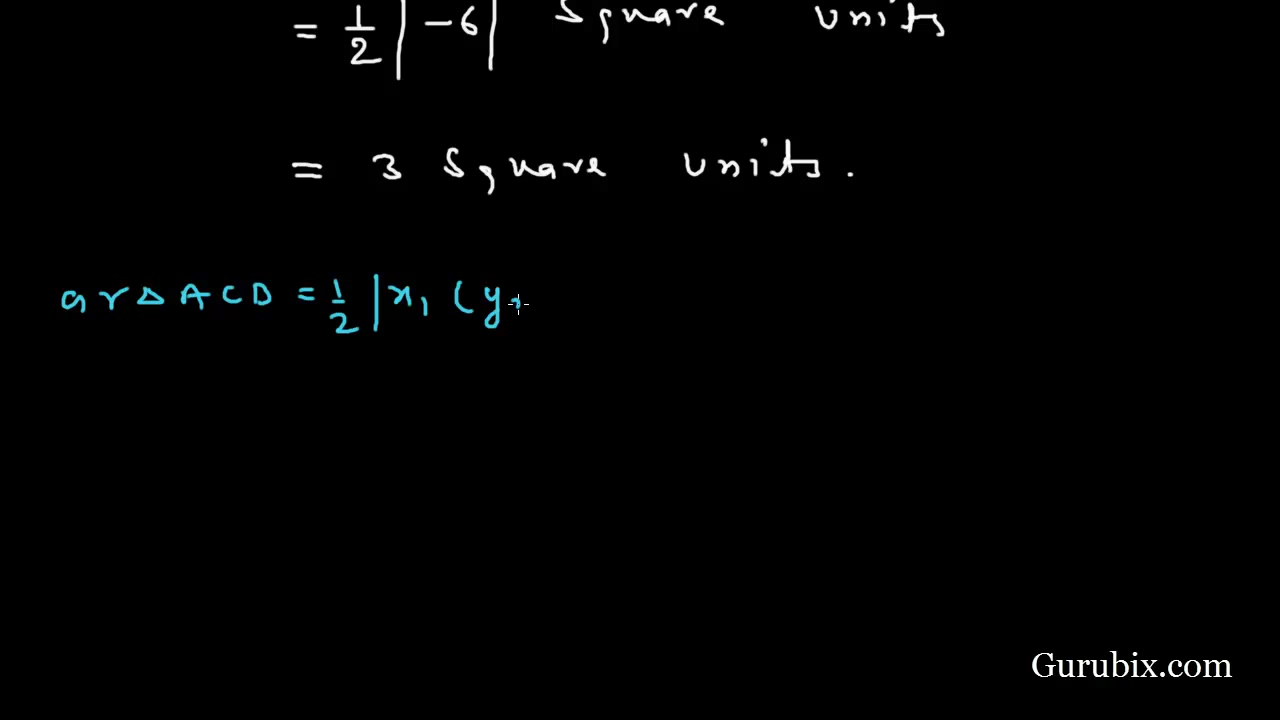 = 1/2 |-6| Square units
= 3 Square units.
ar Δ ACD = 1/2 |x₁ (y
Gurubix.com